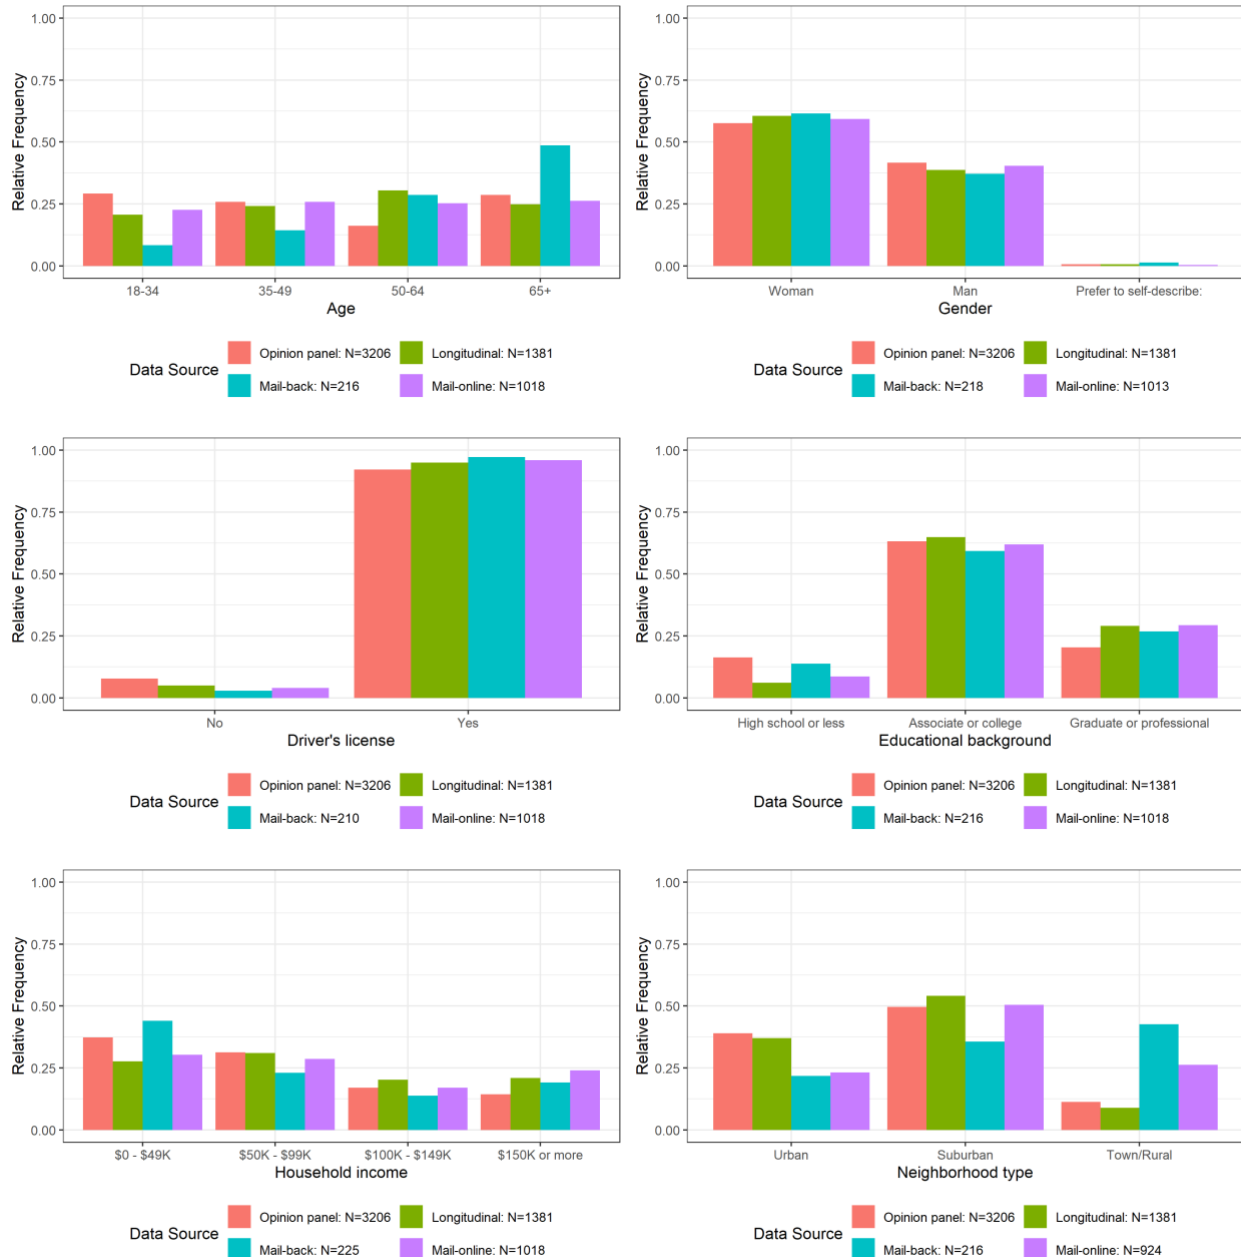 1.00
0.75
0.50
0.25
0.00
Relative Frequency
18-34 35-49 50-64 65+
Age
Data Source
Opinion panel: N=3206 Longitudinal: N=1381
Mail-back: N=216 Mail-online: N=1018
1.00
0.75
0.50
0.25
0.00
Relative Frequency
Woman Man Prefer to self-describe:
Gender
Data Source
Opinion panel: N=3206 Longitudinal: N=1381
Mail-back: N=218 Mail-online: N=1013
1.00
0.75
0.50
0.25
0.00
Relative Frequency
No Yes
Driver's license
Data Source
Opinion panel: N=3206 Longitudinal: N=1381
Mail-back: N=210 Mail-online: N=1018
1.00
0.75
0.50
0.25
0.00
Relative Frequency
High school or less Associate or college Graduate or professional
Educational background
Data Source
Opinion panel: N=3206 Longitudinal: N=1381
Mail-back: N=216 Mail-online: N=1018
1.00
0.75
0.50
0.25
0.00
Relative Frequency
$0 - $49K $50K - $99K $100K - $149K $150K or more
Household income
Data Source
Opinion panel: N=3206 Longitudinal: N=1381
Mail-back: N=225 Mail-online: N=1018
1.00
0.75
0.50
0.25
0.00
Relative Frequency
Urban Suburban Town/Rural
Neighborhood type
Data Source
Opinion panel: N=3206 Longitudinal: N=1381
Mail-back: N=216 Mail-online: N=924